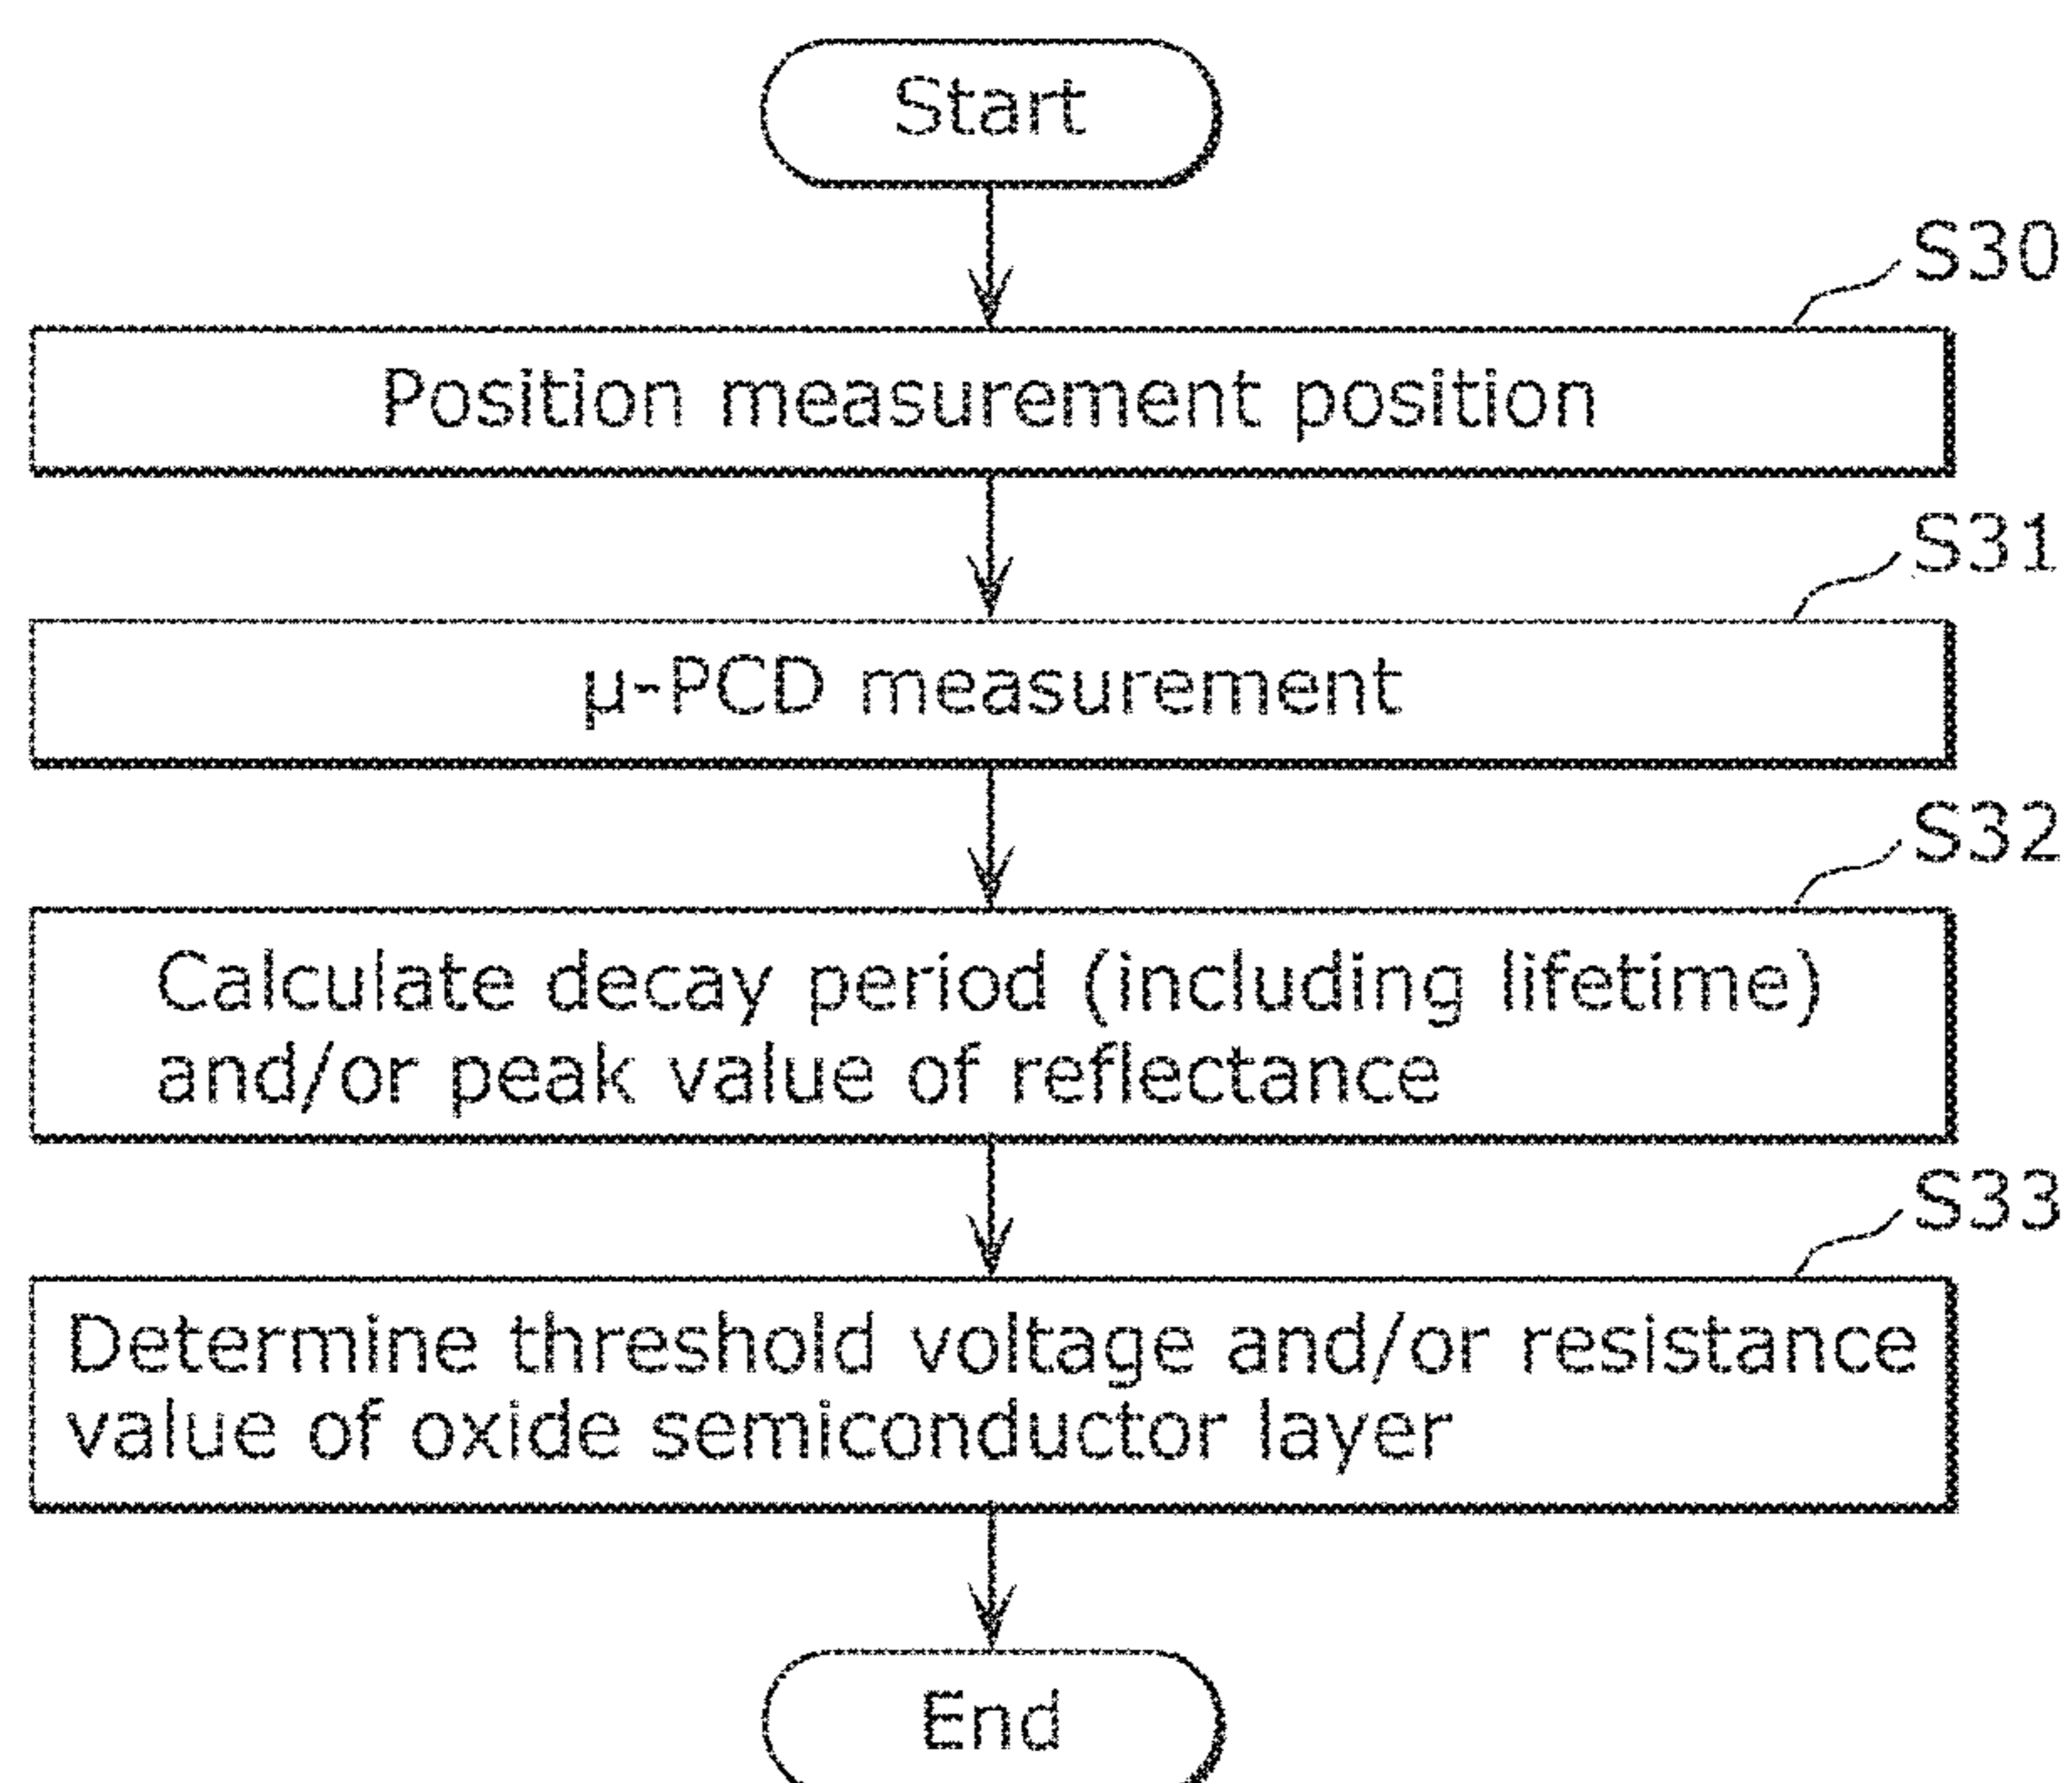 Start
S30
Position measurement position
S31
µ-PCD measurement
S32
Calculate decay period (including lifetime)
and/or peak value of reflectance
S33
Determine threshold voltage and/or resistance
value of oxide semiconductor layer
End